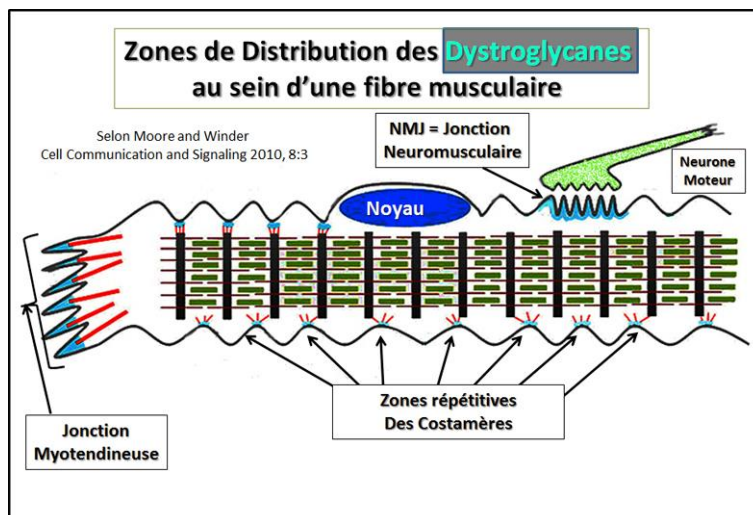 Zones de Distribution des Dystroglycanes
au sein d'une fibre musculaire
Selon Moore and Winder
Cell Communication and Signaling 2010, 8:3
NMJ = Jonction
Neuromusculaire
Neurone
Moteur
Noyau
Zones répétitives
Des Costamères
Jonction
Myotendineuse